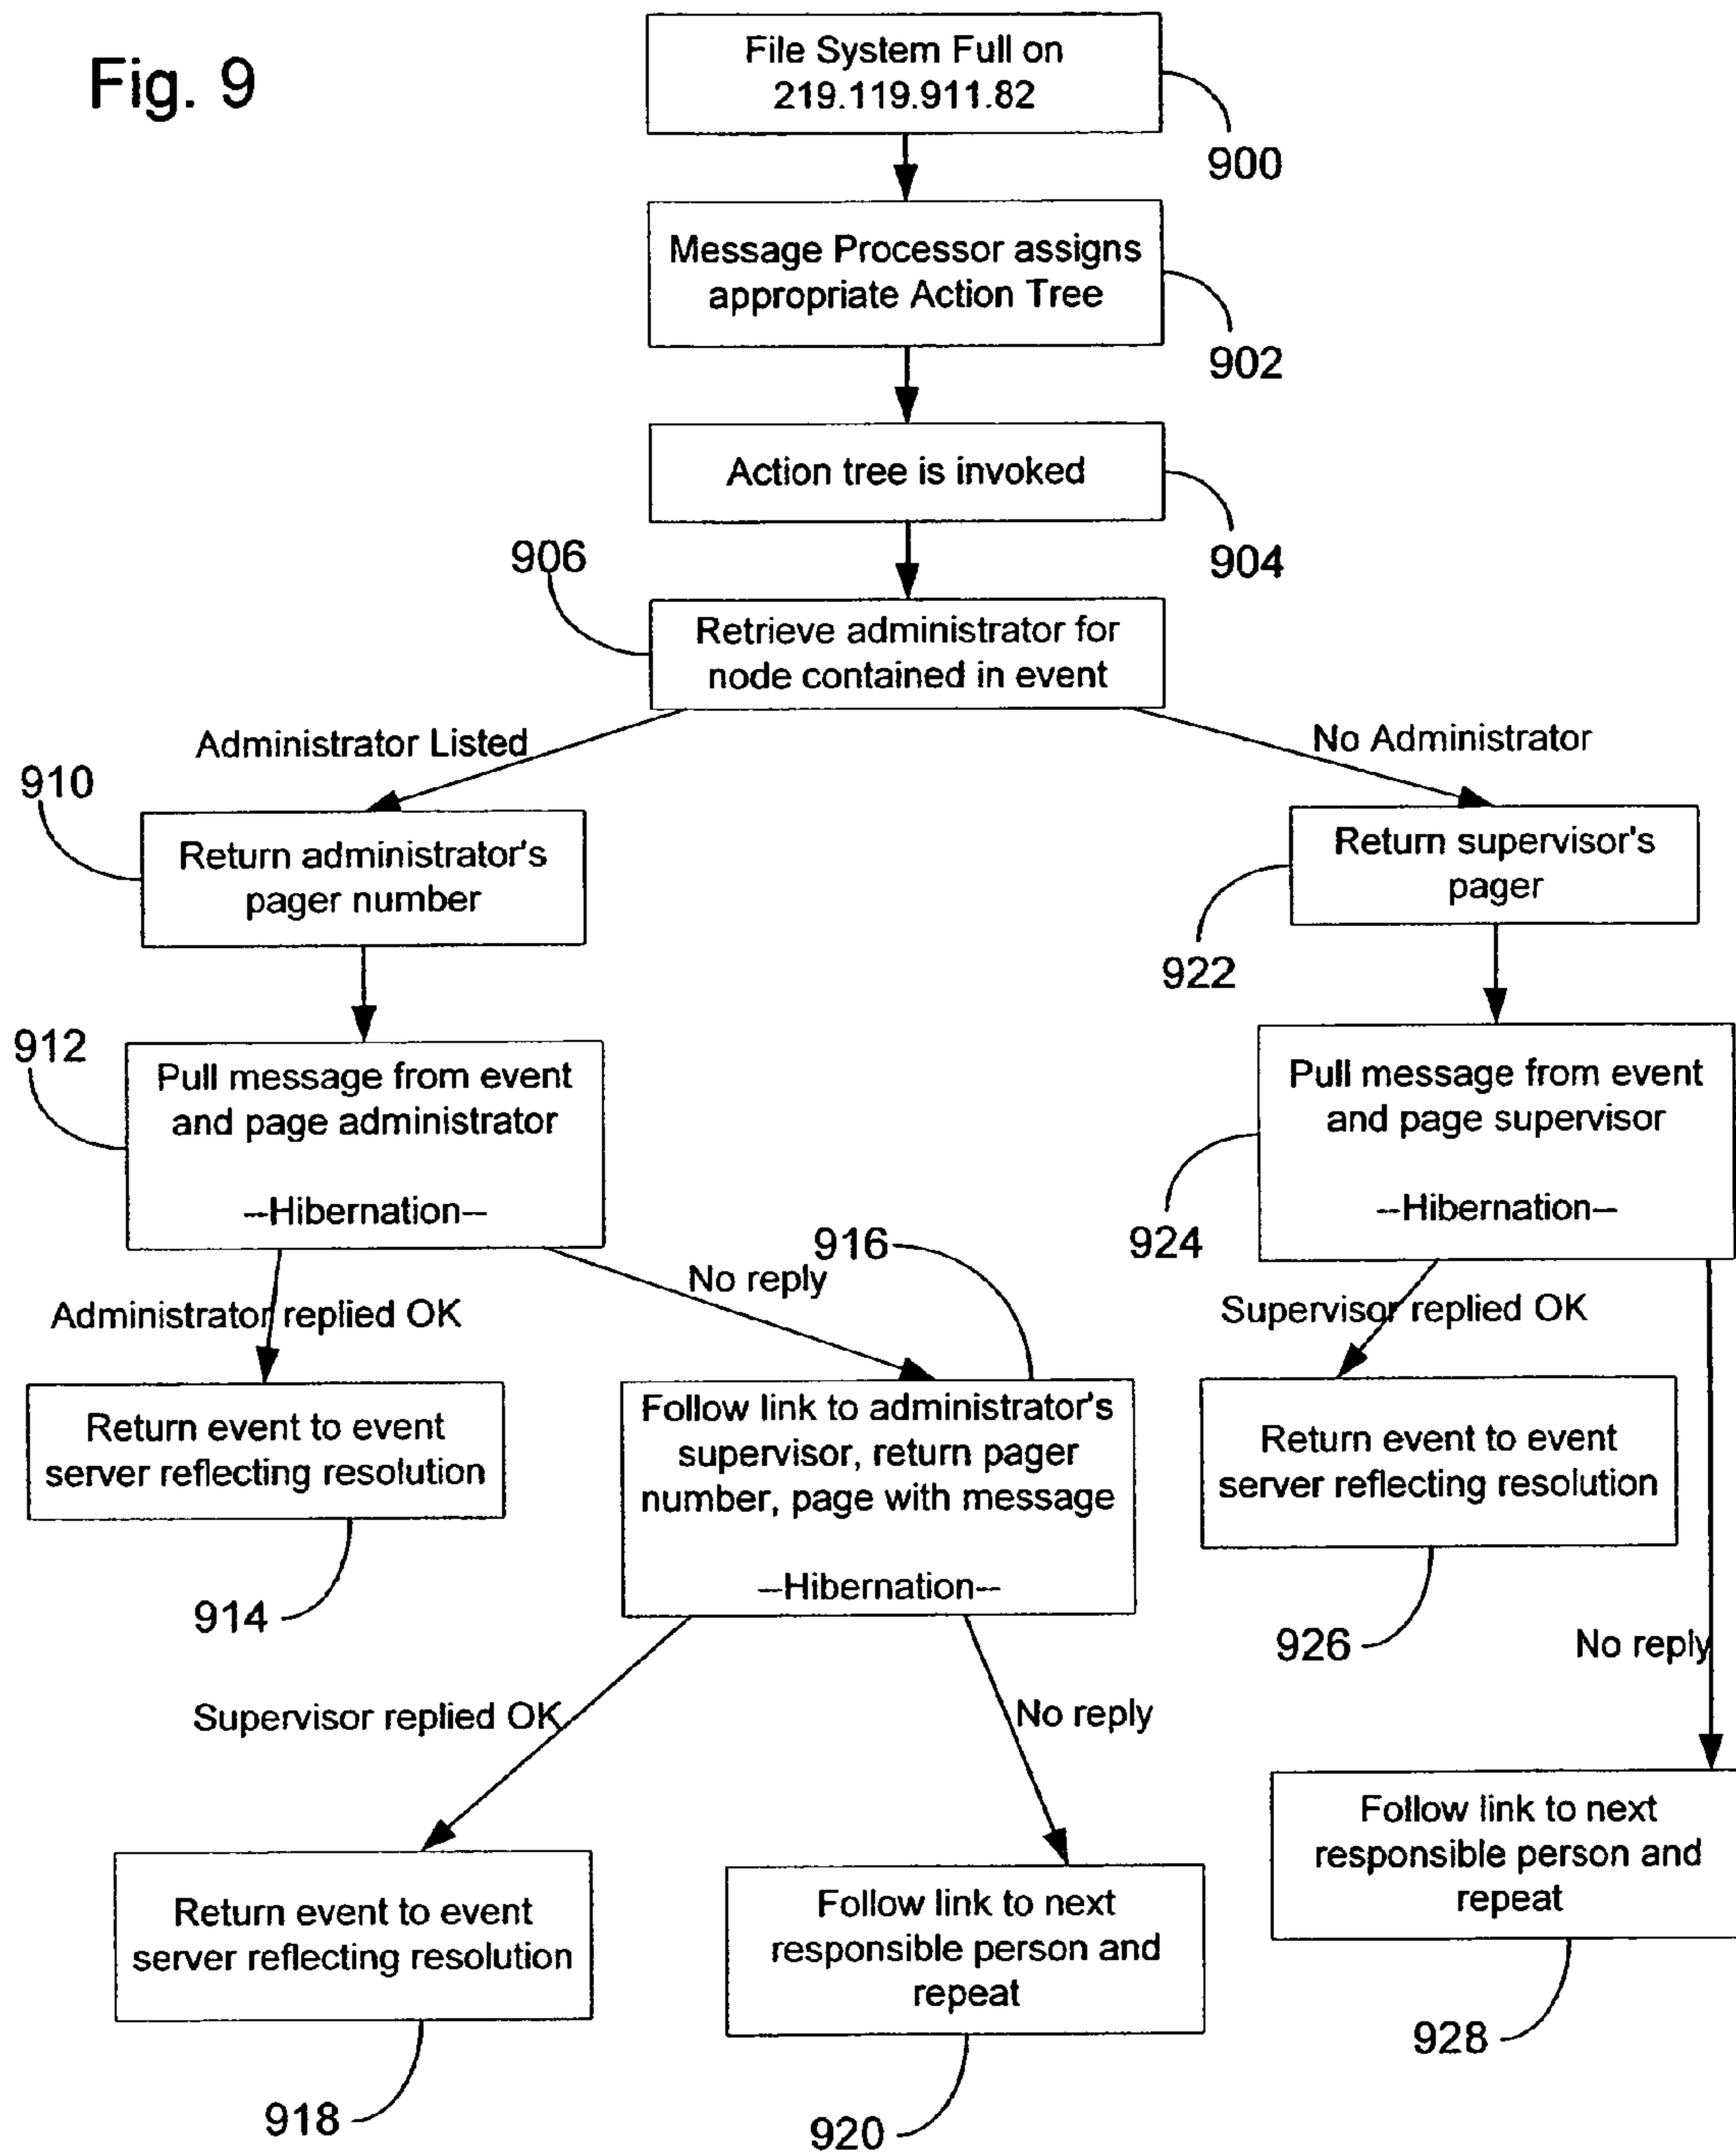 Fig. 9
File System Full on
219.119.911.82
900
Message Processor assigns
appropriate Action Tree
902
Action tree is invoked
904
906
Retrieve administrator for
node contained in event
Administrator Listed
No Administrator
910
Return administrator's
pager number
Return supervisor's
pager
922
912
Pull message from event
and page administrator
--Hibernation--
Pull message from event
and page supervisor
--Hibernation--
924
916
No reply
Administrator replied OK
Supervisor replied OK
Return event to event
server reflecting resolution
914
Follow link to administrator's
supervisor, return pager
number, page with message
--Hibernation--
Return event to event
server reflecting resolution
926
No reply
Supervisor replied OK
No reply
Return event to event
server reflecting resolution
918
Follow link to next
responsible person and
repeat
920
Follow link to next
responsible person and
repeat
928